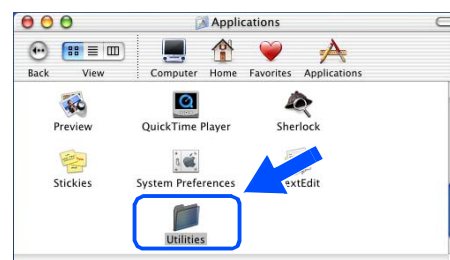 Applications
Back View Computer Home Favorites Applications
Preview QuickTime Player Sherlock
Stickies System Preferences extEdit
Utilities